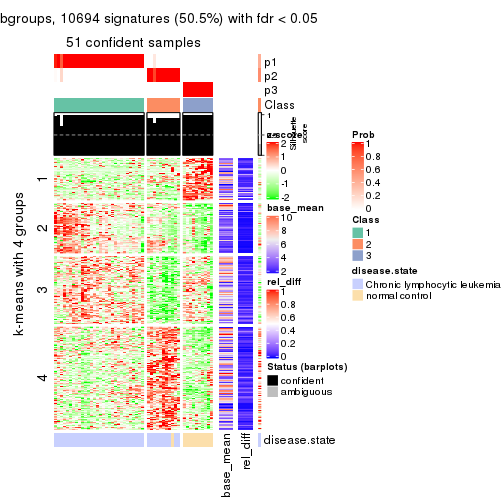 bgroups, 10694 signatures (50.5%) with fdr < 0.05
51 confident samples
p1
p2
p3
Class
1
Silhouette
score
k-means with 4 groups
1
2
3
4
z-score
2
1
0
-1
-2
base_mean
10
8
6
4
2
rel_diff
1
0.8
0.6
0.4
0.2
0
Status (barplots)
confident
ambiguous
Prob
1
0.8
0.6
0.4
0.2
0
Class
1
2
3
disease.state
Chronic lymphocytic leukemia
normal control
disease.state
base_mean
rel_diff